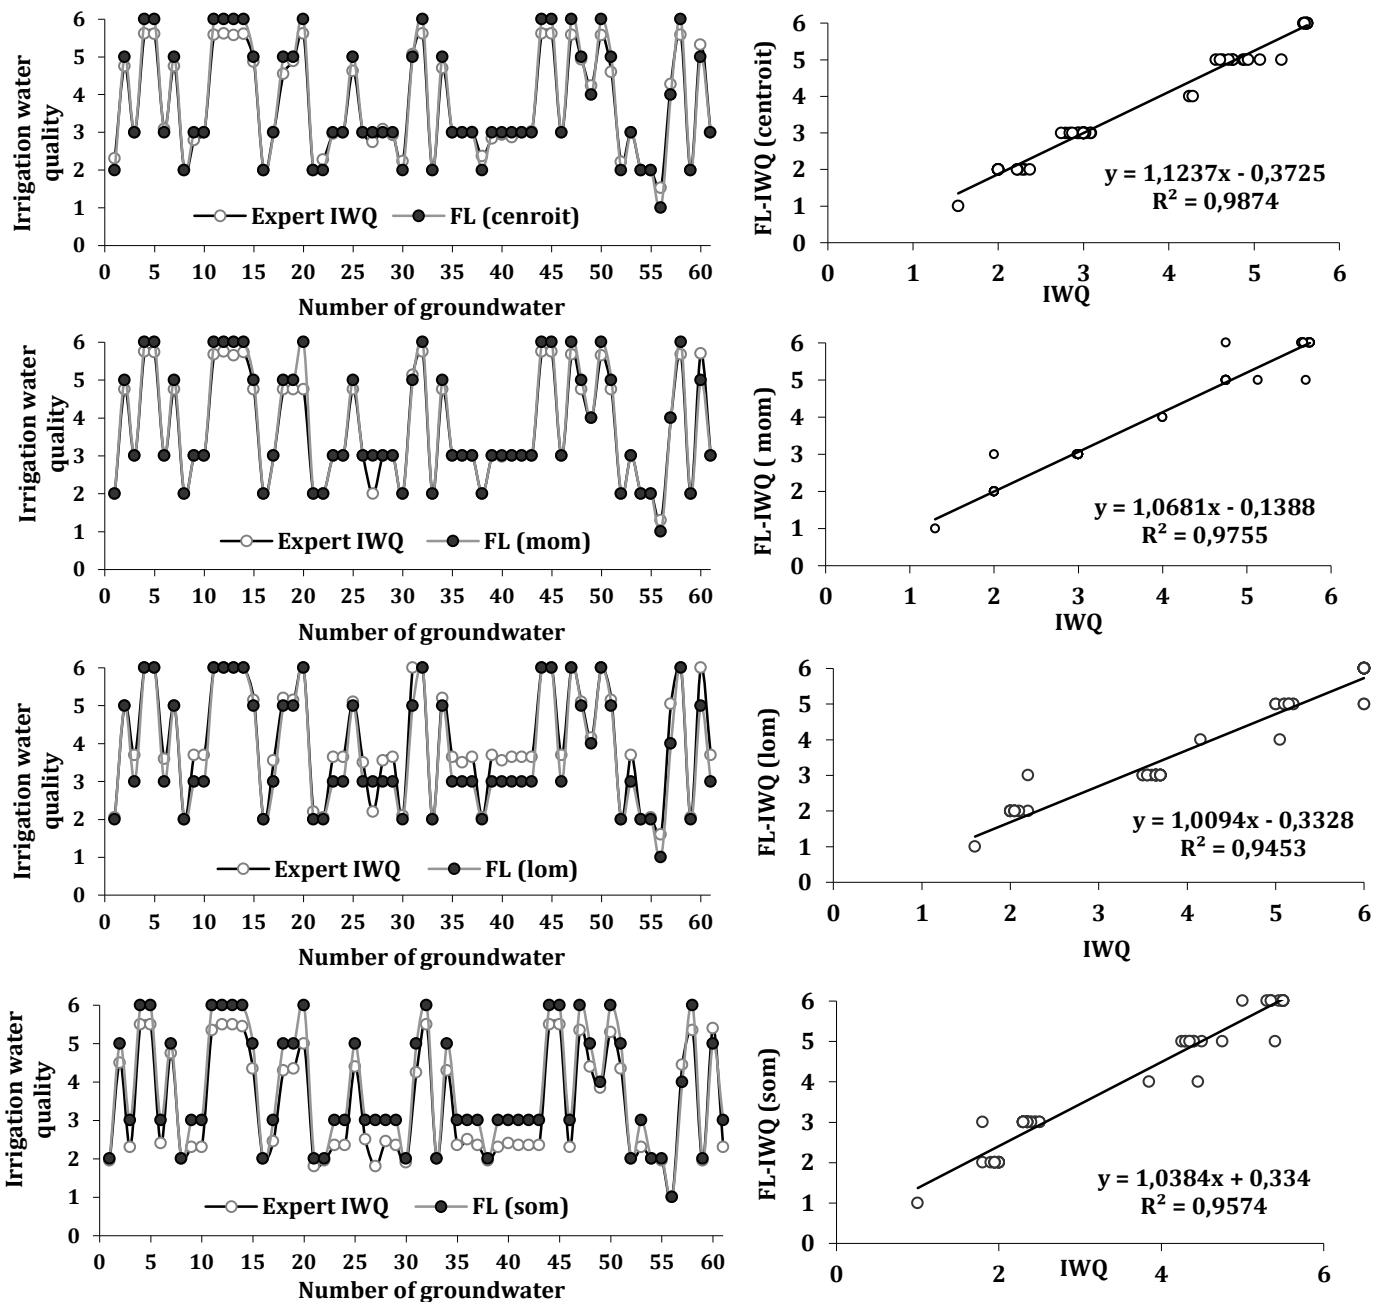 Irrigation water
quality
6
5
4
3
2
1
0
Expert IWQ
FL (cenroit)
0 5 10 15 20 25 30 35 40 45 50 55 60
Number of groundwater
FL-IWQ (centroit)
6
5
4
3
2
1
0
y = 1,1237x - 0,3725
R² = 0,9874
0 1 2 3 4 5 6
IWQ
Irrigation water
quality
6
5
4
3
2
1
0
Expert IWQ
FL (mom)
0 5 10 15 20 25 30 35 40 45 50 55 60
Number of groundwater
FL-IWQ ( mom)
6
5
4
3
2
1
0
y = 1,0681x - 0,1388
R² = 0,9755
0 1 2 3 4 5 6
IWQ
Irrigation water
quality
6
5
4
3
2
1
0
Expert IWQ
FL (lom)
0 5 10 15 20 25 30 35 40 45 50 55 60
Number of groundwater
FL-IWQ (lom)
6
5
4
3
2
1
0
y = 1,0094x - 0,3328
R² = 0,9453
0 1 2 3 4 5 6
IWQ
Irrigation water
quality
6
5
4
3
2
1
0
Expert IWQ
FL (som)
0 5 10 15 20 25 30 35 40 45 50 55 60
Number of groundwater
FL-IWQ (som)
6
5
4
3
2
1
0
y = 1,0384x + 0,334
R² = 0,9574
0 2 4 6
IWQ